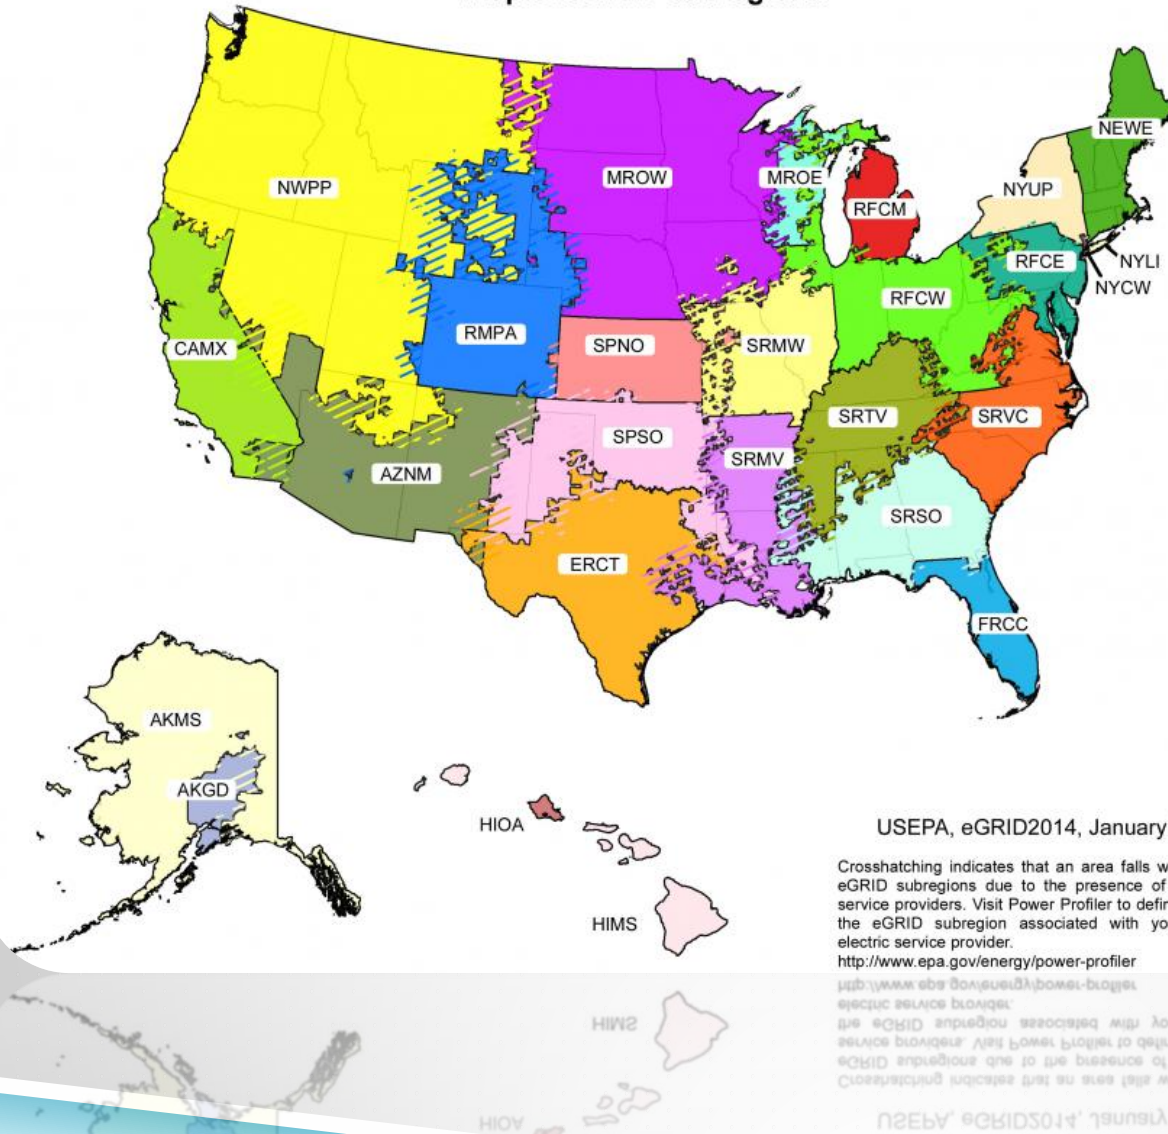 NEWE
NWPP
MROW
MROE
NYUP
RFCM
RFCE
NYLI
NYCW
RFCW
RMPA
SPNO
SRMW
CAMX
SRTV
SRVC
SPSO
SRMV
AZNM
SRSO
ERCT
FRCC
AKMS
AKGD
HIOA
HIMS
USEPA, eGRID2014, January
Crosshatching indicates that an area falls w
eGRID subregions due to the presence of
service providers. Visit Power Profiler to defin
the eGRID subregion associated with yo
electric service provider.
http://www.epa.gov/energy/power-profiler